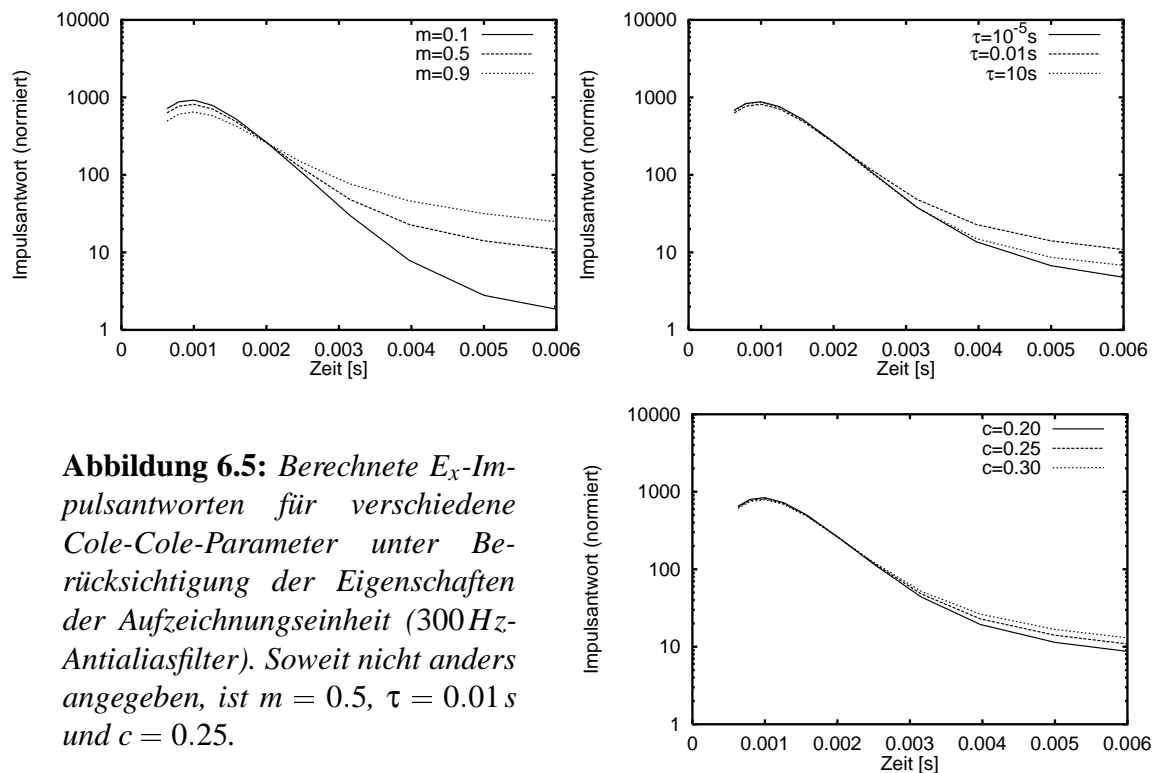 10000
1000
100
10
1
Impulsantwort (normiert)
m=0.1
m=0.5
m=0.9
0 0.001 0.002 0.003 0.004 0.005 0.006
Zeit [s]
10000
1000
100
10
1
Impulsantwort (normiert)
τ=10⁻⁵s
τ=0.01s
τ=10s
0 0.001 0.002 0.003 0.004 0.005 0.006
Zeit [s]
Abbildung 6.5: Berechnete Eₓ-Im-
pulsantworten für verschiedene
Cole-Cole-Parameter unter Be-
rücksichtigung der Eigenschaften
der Aufzeichnungseinheit (300 Hz-
Antialiasfilter). Soweit nicht anders
angegeben, ist m = 0.5, τ = 0.01 s
und c = 0.25.
10000
1000
100
10
1
Impulsantwort (normiert)
c=0.20
c=0.25
c=0.30
0 0.001 0.002 0.003 0.004 0.005 0.006
Zeit [s]